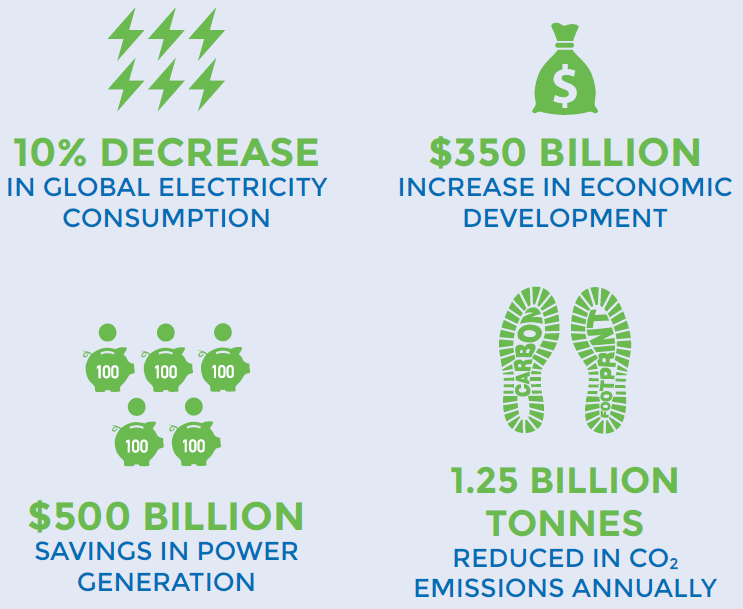 $
10% DECREASE
IN GLOBAL ELECTRICITY
CONSUMPTION
$350 BILLION
INCREASE IN ECONOMIC
DEVELOPMENT
100
100
100
100
100
$500 BILLION
SAVINGS IN POWER
GENERATION
CARBON
FOOTPRINT
1.25 BILLION
TONNES
REDUCED IN CO₂
EMISSIONS ANNUALLY